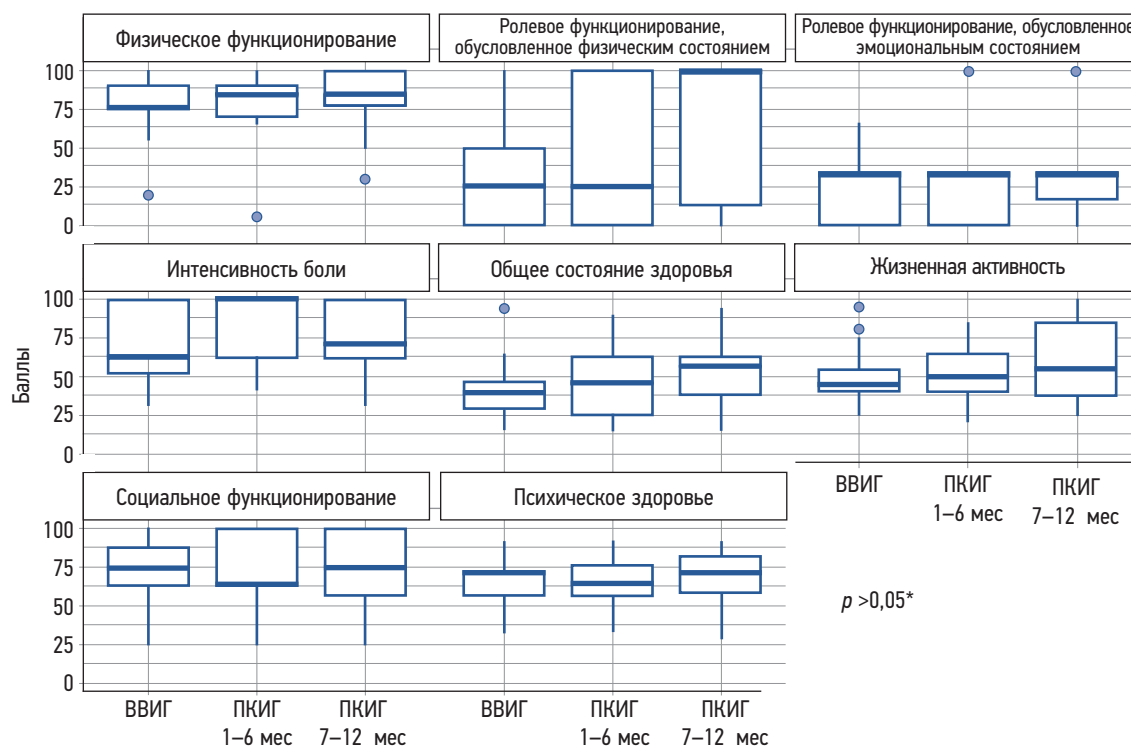 Физическое функционирование
Ролевое функционирование,
обусловленное физическим состоянием
Ролевое функционирование, обусловленное
эмоциональным состоянием
100
75
50
25
0
Интенсивность боли
Общее состояние здоровья
Жизненная активность
Баллы
100
75
50
25
0
Социальное функционирование
Психическое здоровье
ВВИГ
ПКИГ
1–6 мес
ПКИГ
7–12 мес
100
75
50
25
0
p >0,05*
ВВИГ
ПКИГ
1–6 мес
ПКИГ
7–12 мес
ВВИГ
ПКИГ
1–6 мес
ПКИГ
7–12 мес